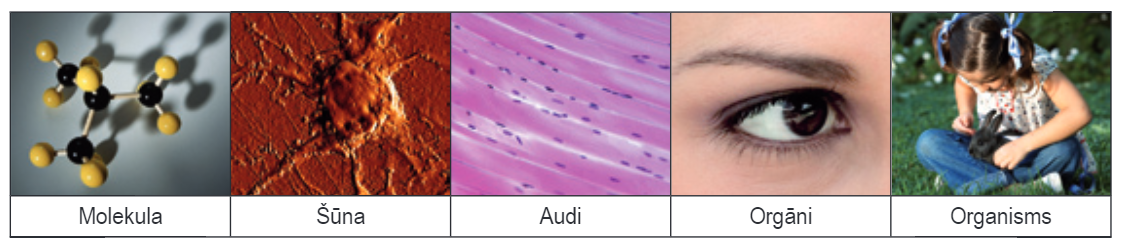 Molekula
Šūna
Audi
Orgāni
Organisms